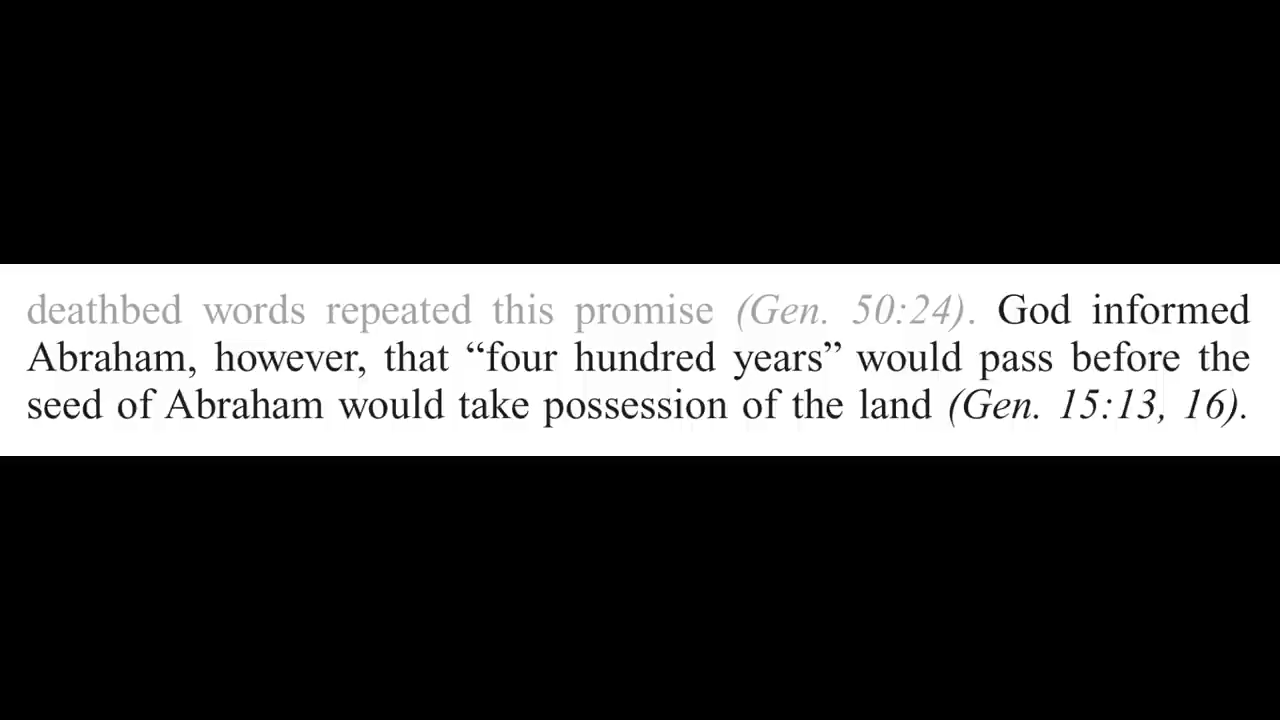 deathbed words repeated this promise (Gen. 50:24). God informed
Abraham, however, that “four hundred years” would pass before the
seed of Abraham would take possession of the land (Gen. 15:13, 16).